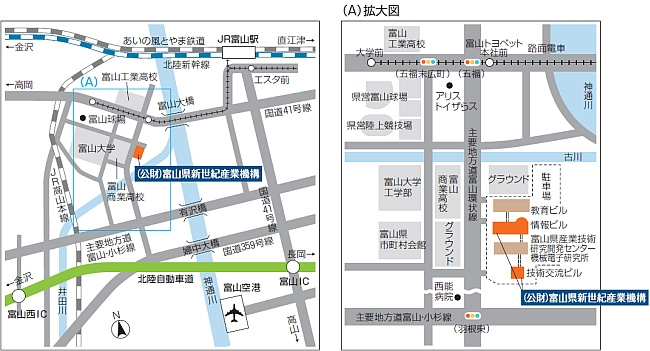 ←金沢
あいの風とやま鉄道
JR富山駅
直江津→
北陸新幹線
(A)
エスタ前
←高岡
富山工業高校
富山大橋
国道41号線
富山球場
富山大学
(公財)富山県新世紀産業機構
富山
商業高校
JR高山本線
有沢橋
国道41号線
主要地方道
富山・小杉線
婦中大橋
国道359号線
長岡
←金沢
北陸自動車道
富山IC
富山西IC
井田川
神通川
富山空港
高山→
N
(A)拡大図
富山
工業高校
大学前
富山トヨペット
本社前
路面電車
(五福末広町)
(五福)
アリス
トイザらス
県営富山球場
県営陸上競技場
神通川
主要地方道富山環状線
古川
富山大学
工学部
富山商業高校
グラウンド
グラウンド
駐車場
教育ビル
情報ビル
富山県
市町村会館
富山県産業技術
研究開発センター
機械電子研究所
技術交流ビル
西能
病院
(公財)富山県新世紀産業機構
主要地方道富山・小杉線
(羽根東)